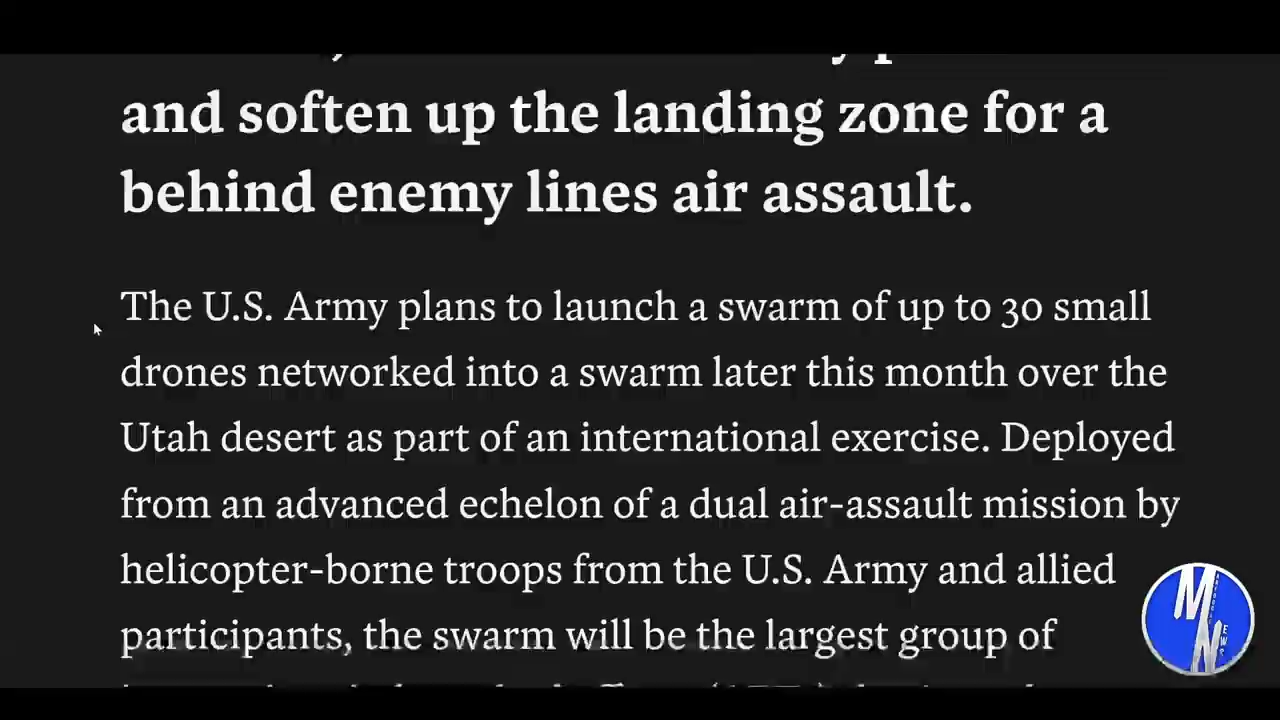 and soften up the landing zone for a
behind enemy lines air assault.
The U.S. Army plans to launch a swarm of up to 30 small
drones networked into a swarm later this month over the
Utah desert as part of an international exercise. Deployed
from an advanced echelon of a dual air-assault mission by
helicopter-borne troops from the U.S. Army and allied
participants, the swarm will be the largest group of
M
N